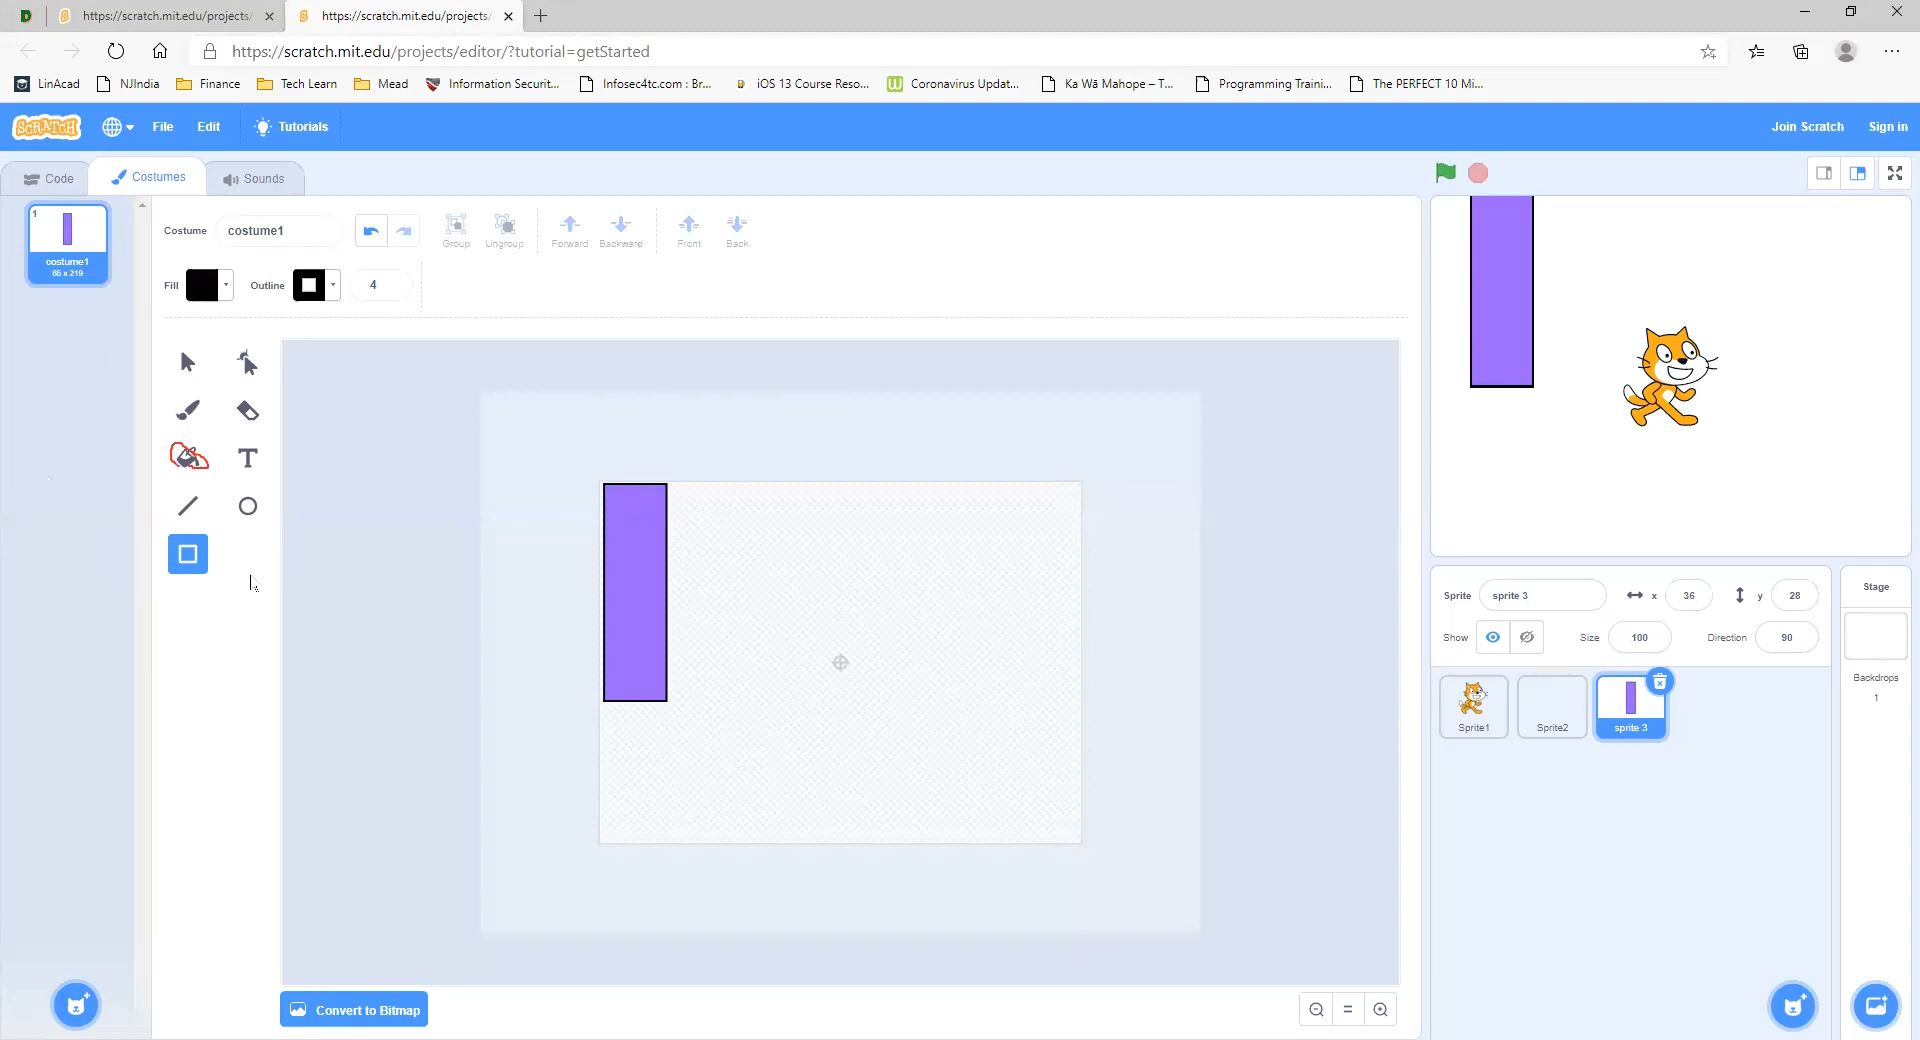 https://scratch.mit.edu/projects/
https://scratch.mit.edu/projects/
https://scratch.mit.edu/projects/editor/?tutorial=getStarted
LinAcad
NJIndia
Finance
Tech Learn
Mead
Information Securit...
Infosec4tc.com : Br...
iOS 13 Course Reso...
Coronavirus Updat...
Ka Wā Mahope – T...
Programming Traini...
The PERFECT 10 Mi...
SCRATCH
File
Edit
Tutorials
Join Scratch
Sign in
Code
Costumes
Sounds
1
costume1
65 x 219
Costume
costume1
Group
Ungroup
Forward
Backward
Front
Back
Fill
Outline
4
T
Convert to Bitmap
Sprite
sprite 3
x
36
y
28
Show
Size
100
Direction
90
Sprite1
Sprite2
sprite 3
Stage
Backdrops
1